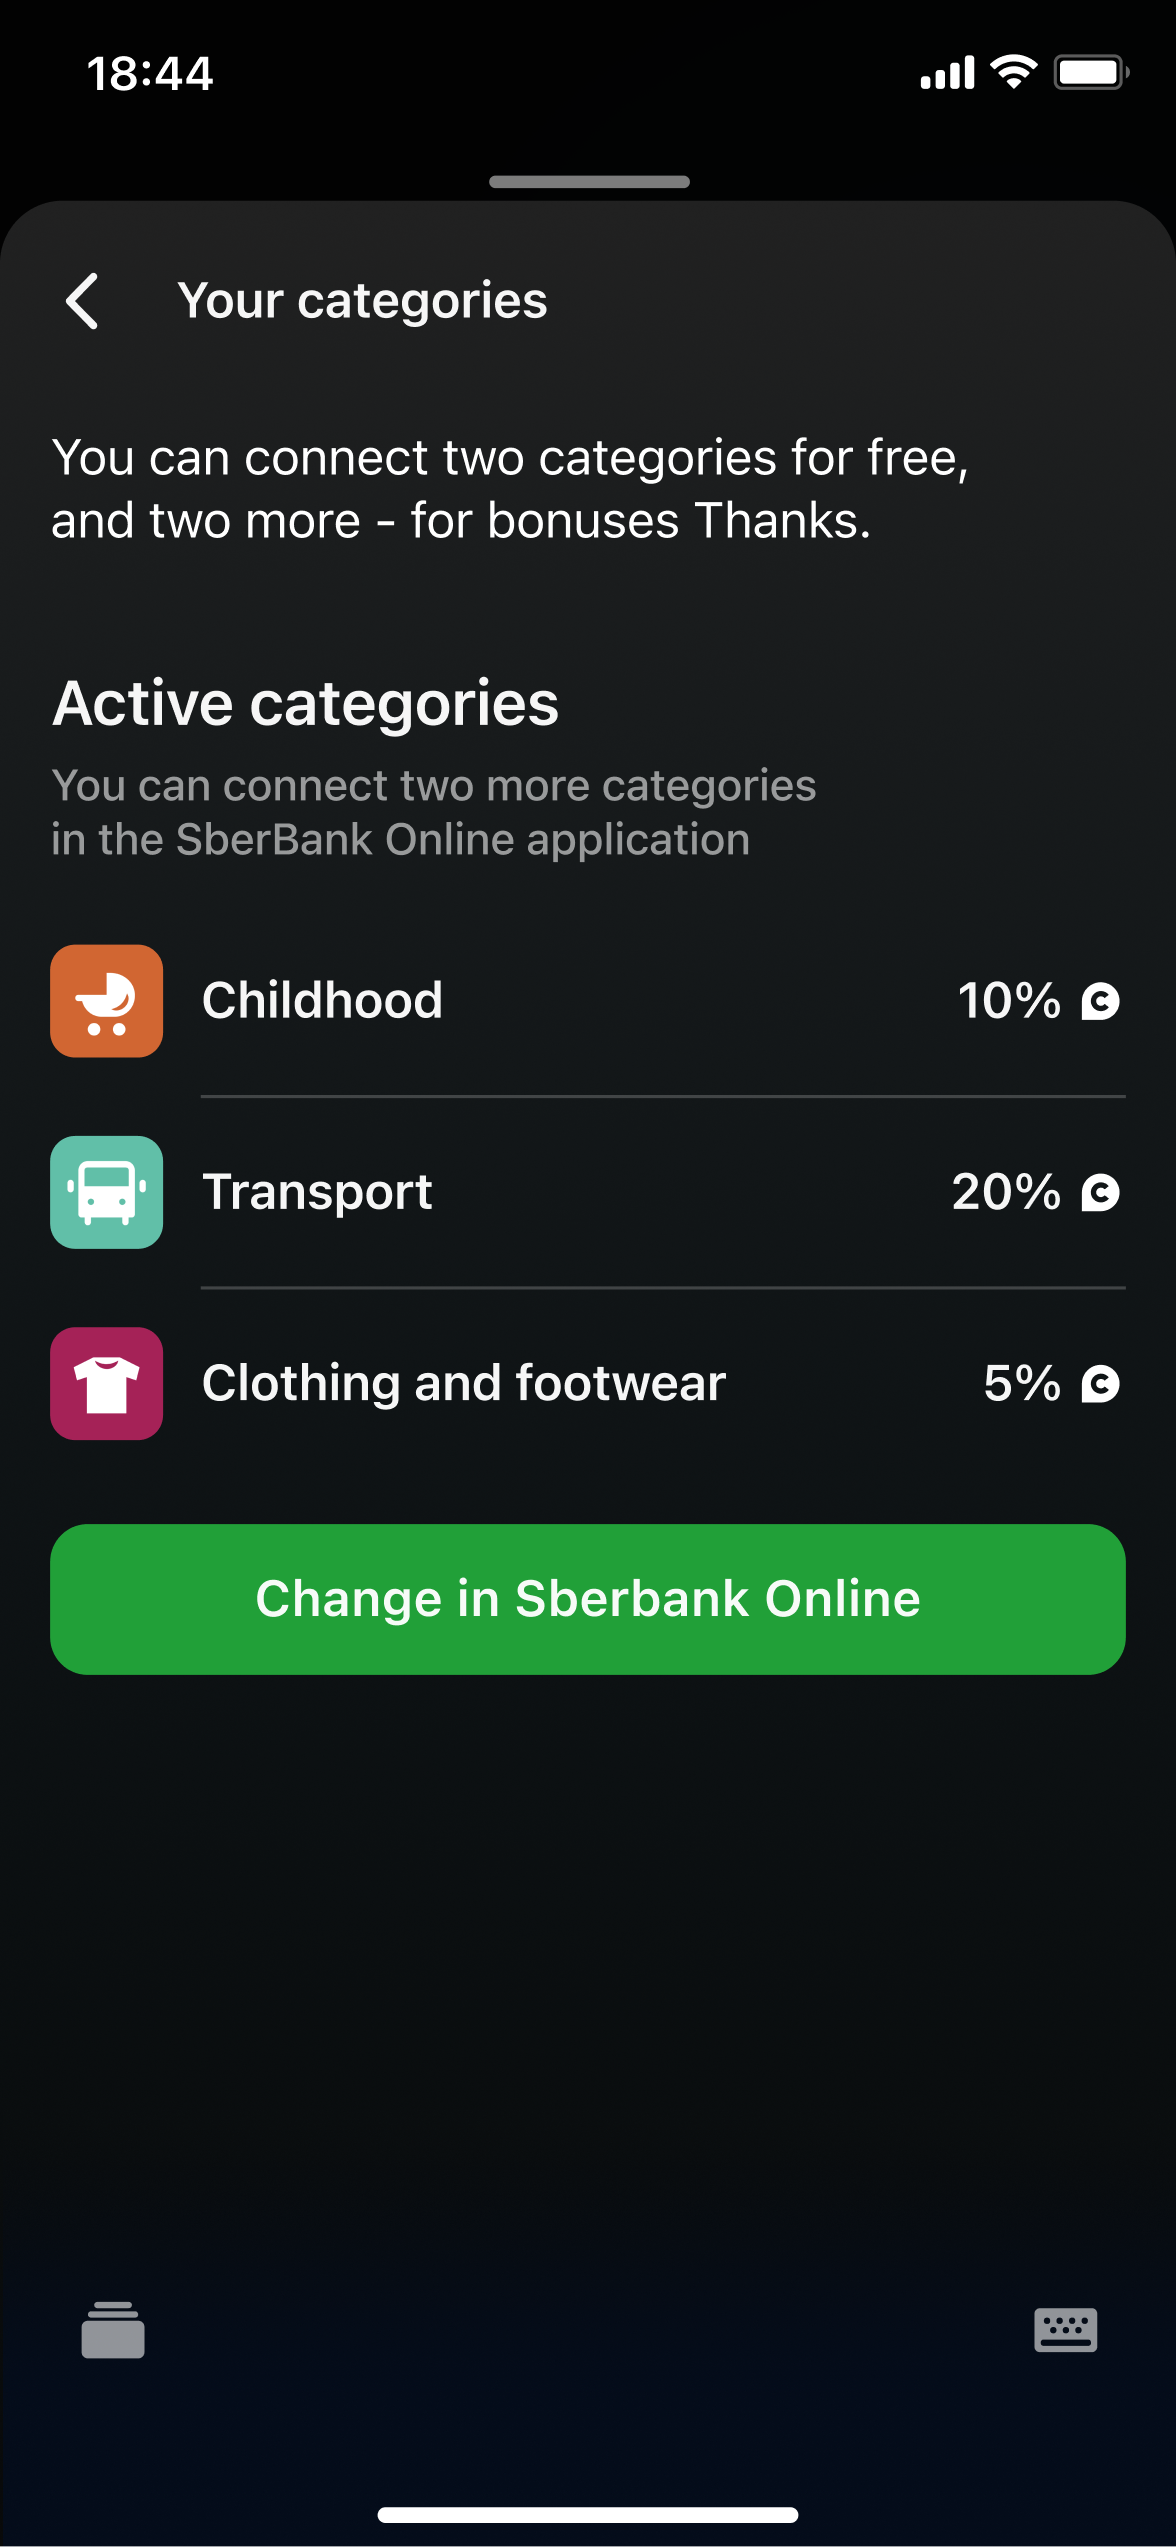 18:44
Your categories
You can connect two categories for free,
and two more - for bonuses Thanks.
Active categories
You can connect two more categories
in the SberBank Online application
Childhood 10%
Transport 20%
Clothing and footwear 5%
Change in Sberbank Online